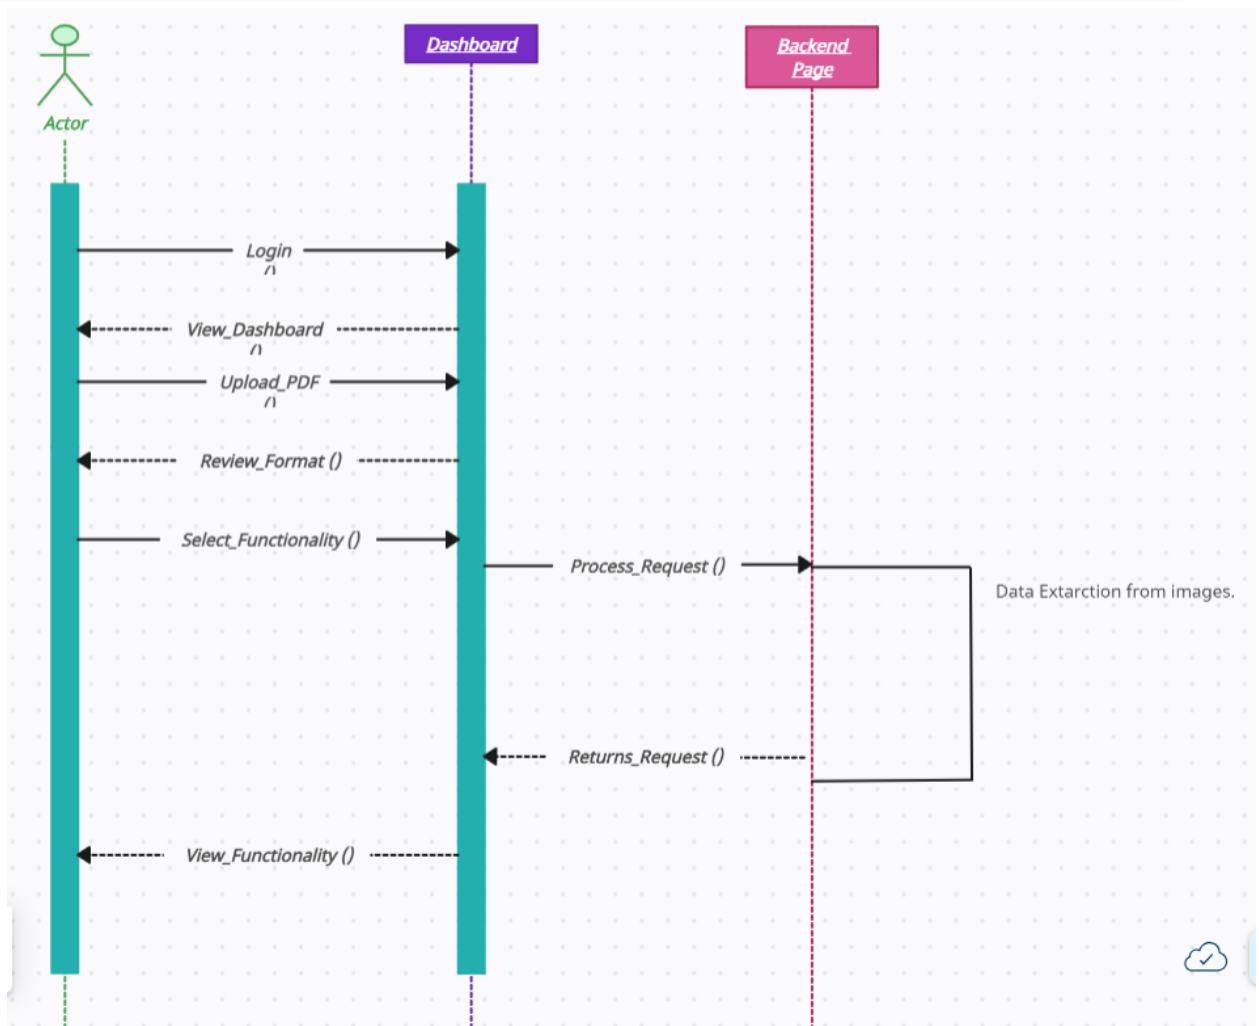 Actor
Dashboard
Backend
Page
Login
()
View_Dashboard
()
Upload_PDF
()
Review_Format ()
Select_Functionality ()
Process_Request ()
Data Extarction from images.
Returns_Request ()
View_Functionality ()